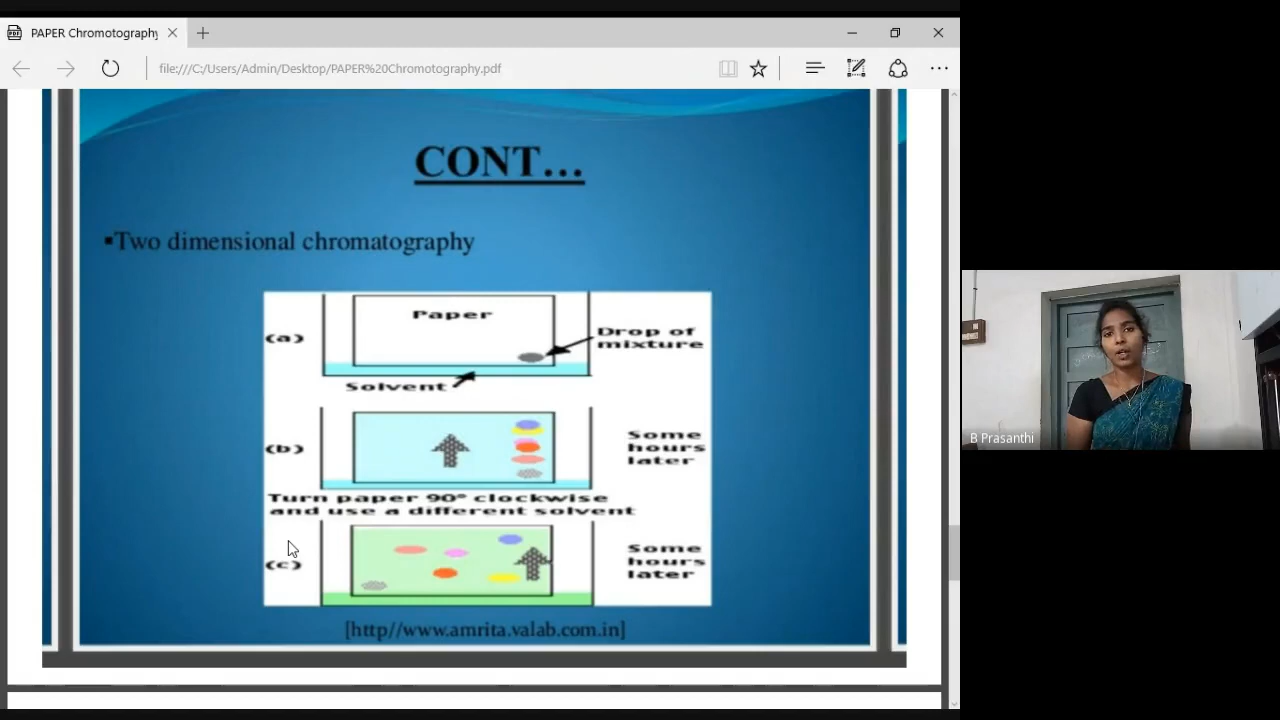 PAPER Chromotography
file:///C:/Users/Admin/Desktop/PAPER%20Chromotography.pdf
CONT...
▪Two dimensional chromatography
Paper
(a)
Drop of
mixture
Solvent
(b)
Some
hours
later
Turn paper 90° clockwise
and use a different solvent
(c)
Some
hours
later
[http//www.amrita.valab.com.in]
B Prasanthi